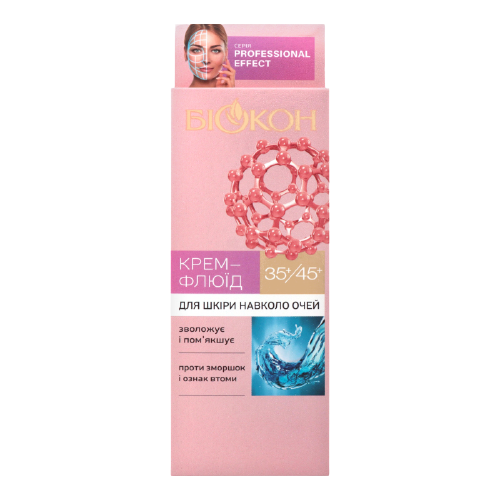 СЕРІЯ
PROFESSIONAL
EFFECT
БІОКОН
КРЕМ–
ФЛЮЇД
35+/45+
ДЛЯ ШКІРИ НАВКОЛО ОЧЕЙ
зволожує
і пом'якшує
проти зморшок
і ознак втоми